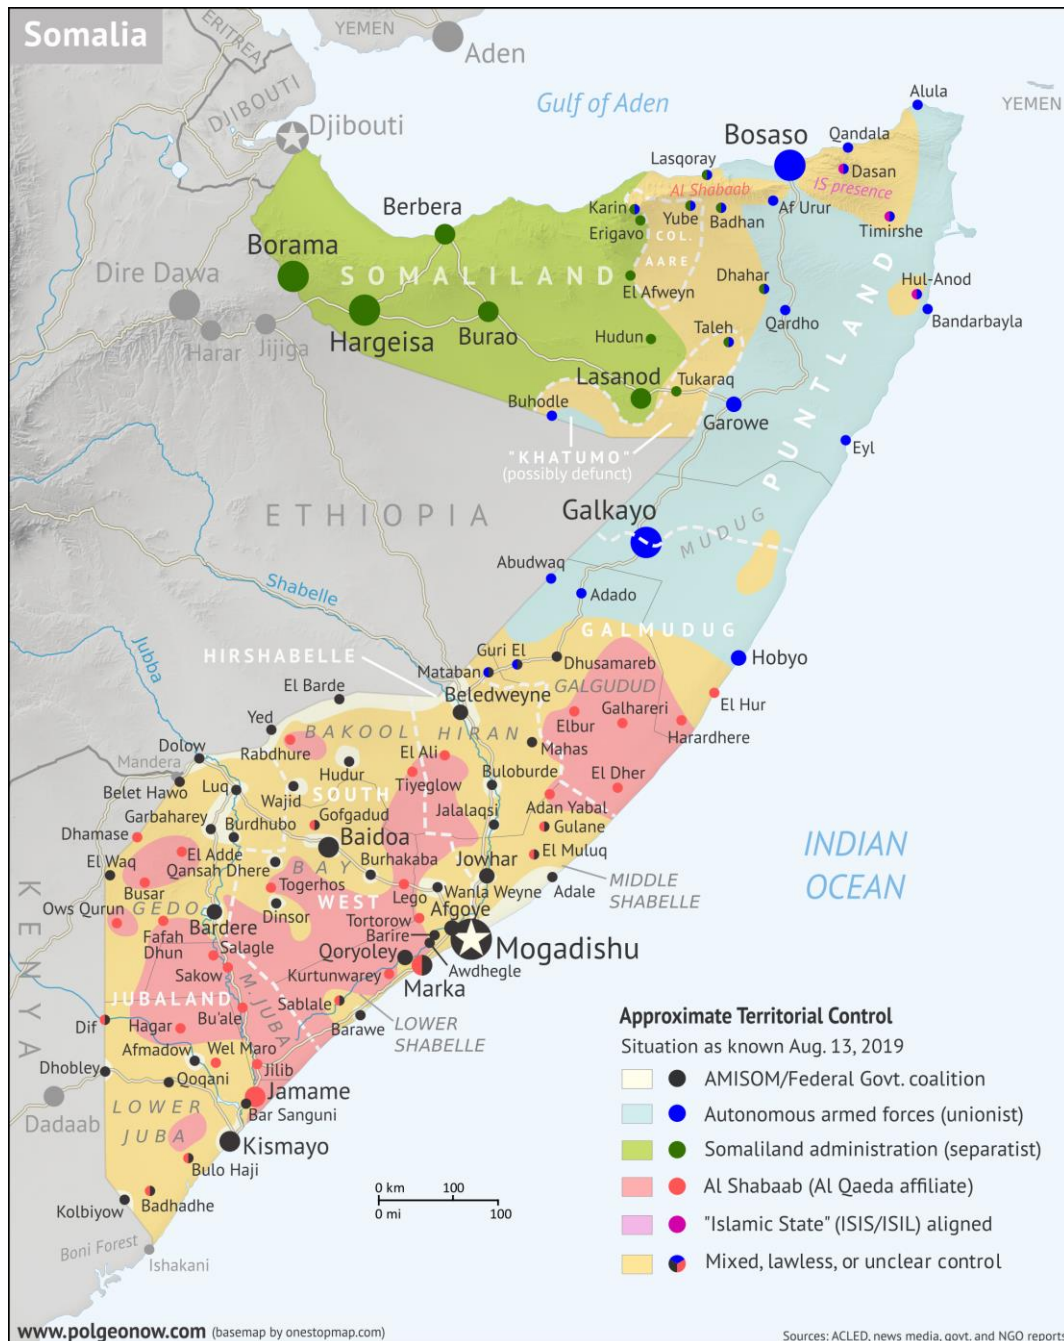 Somalia
ERITREA
YEMEN
Aden
DJIBOUTI
Djibouti
Gulf of Aden
YEMEN
Alula
Bosaso
Qandala
Lasqoray
Dasan
Al Shabaab
IS presence
Berbera
Karin
Yube
Badhan
Af Urur
Timirshe
Erigavo
COL.
AARE
Borama
SOMALILAND
Dire Dawa
El Afweyn
Dhahar
Hul-Anod
Bandarbayla
Hargeisa
Burao
Hudun
Taleh
Qardho
Harar
Jijiga
PUNTLAND
Lasanod
Tukaraq
Buhodle
Garowe
Eyl
"KHATUMO"
(possibly defunct)
ETHIOPIA
Galkayo
MUDUG
Shabelle
Abudwaq
Adado
Jubba
GALMUDUG
HIRSHABELLE
Guri El
Mataban
Dhusamareb
Hobyo
El Barde
Beledweyne
GALGUDUD
El Hur
Yed
BAKOOL
HIRAN
Elbur
Galhareri
Harardhere
Dolow
Rabdhure
El Ali
Mahas
Mandera
Hudur
Tiyeglow
Buloburde
El Dher
Belet Hawo
Luq
Wajid
SOUTH
Adan Yabal
Garbaharey
Burdhubo
Gofgadud
Jalalaqsi
Gulane
Dhamase
Baidoa
El Muluq
El Waq
El Adde
Qansah Dhere
BAY
Burhakaba
Jowhar
INDIAN
OCEAN
KENYA
Busar
Togerhos
WEST
Lego
Wanla Weyne
Adale
MIDDLE
SHABELLE
Ows Qurun
GEDO
Bardere
Dinsor
Tortorow
Afgoye
Fafah
Dhun
Salagle
Barire
Mogadishu
Qoryoley
Sakow
Kurtunwarey
Marka
Awdhegle
JUBALAND
M. JUBA
Sablale
Dif
Hagar
Bu'ale
Barawe
LOWER
SHABELLE
Afmadow
Wel Maro
Dhobley
Qoqani
Jilib
Jamame
Dadaab
LOWER
JUBA
Bar Sanguni
Kismayo
Bulo Haji
Kolbiyow
Badhadhe
Boni Forest
Ishakani
0 km 100
0 mi 100
Approximate Territorial Control
Situation as known Aug. 13, 2019
AMISOM/Federal Govt. coalition
Autonomous armed forces (unionist)
Somaliland administration (separatist)
Al Shabaab (Al Qaeda affiliate)
"Islamic State" (ISIS/ISIL) aligned
Mixed, lawless, or unclear control
www.polgeonow.com (basemap by onestopmap.com)
Sources: ACLED, news media, govt. and NGO reports